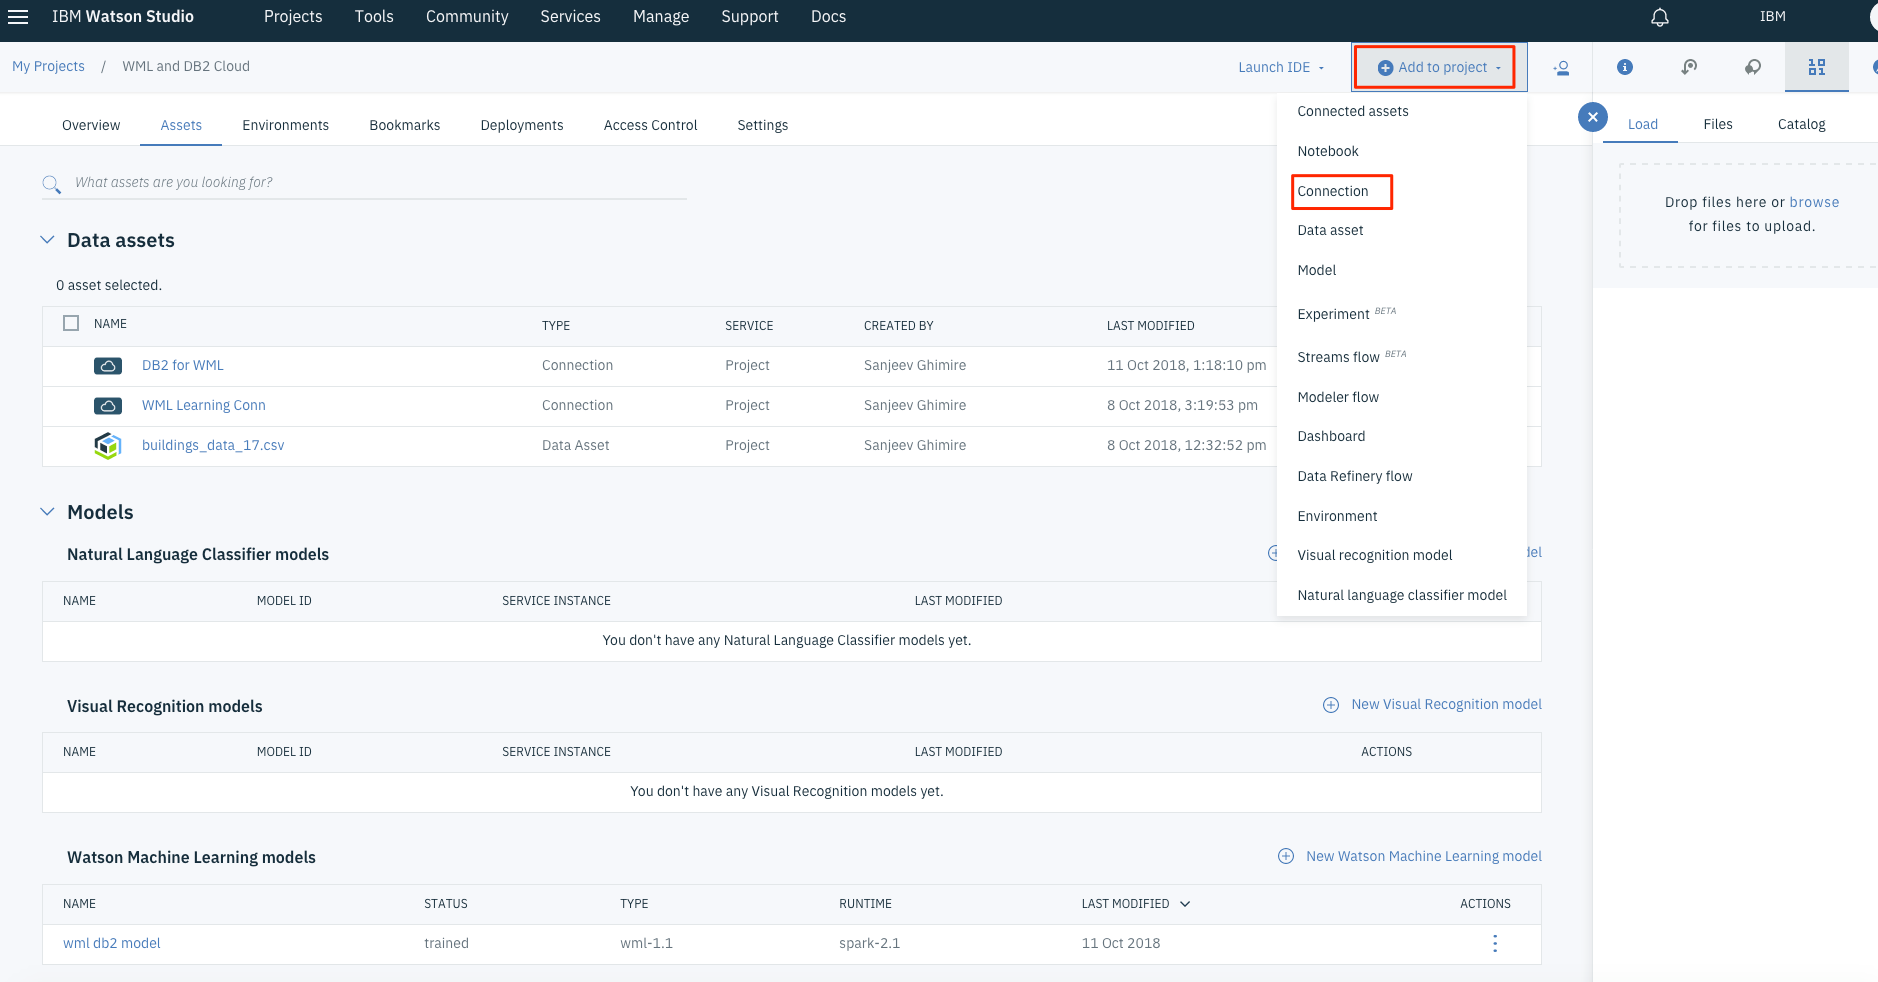 IBM Watson Studio Projects Tools Community Services Manage Support Docs IBM
My Projects / WML and DB2 Cloud Launch IDE Add to project
Overview Assets Environments Bookmarks Deployments Access Control Settings
Connected assets
Notebook
Connection
Data asset
Model
Experiment BETA
Streams flow BETA
Modeler flow
Dashboard
Data Refinery flow
Environment
Visual recognition model
Natural language classifier model
Load Files Catalog
Drop files here or browse
for files to upload.
What assets are you looking for?
Data assets
0 asset selected.
NAME TYPE SERVICE CREATED BY LAST MODIFIED
DB2 for WML Connection Project Sanjeev Ghimire 11 Oct 2018, 1:18:10 pm
WML Learning Conn Connection Project Sanjeev Ghimire 8 Oct 2018, 3:19:53 pm
buildings_data_17.csv Data Asset Project Sanjeev Ghimire 8 Oct 2018, 12:32:52 pm
Models
Natural Language Classifier models
NAME MODEL ID SERVICE INSTANCE LAST MODIFIED
You don't have any Natural Language Classifier models yet.
Visual Recognition models New Visual Recognition model
NAME MODEL ID SERVICE INSTANCE LAST MODIFIED ACTIONS
You don't have any Visual Recognition models yet.
Watson Machine Learning models New Watson Machine Learning model
NAME STATUS TYPE RUNTIME LAST MODIFIED ACTIONS
wml db2 model trained wml-1.1 spark-2.1 11 Oct 2018